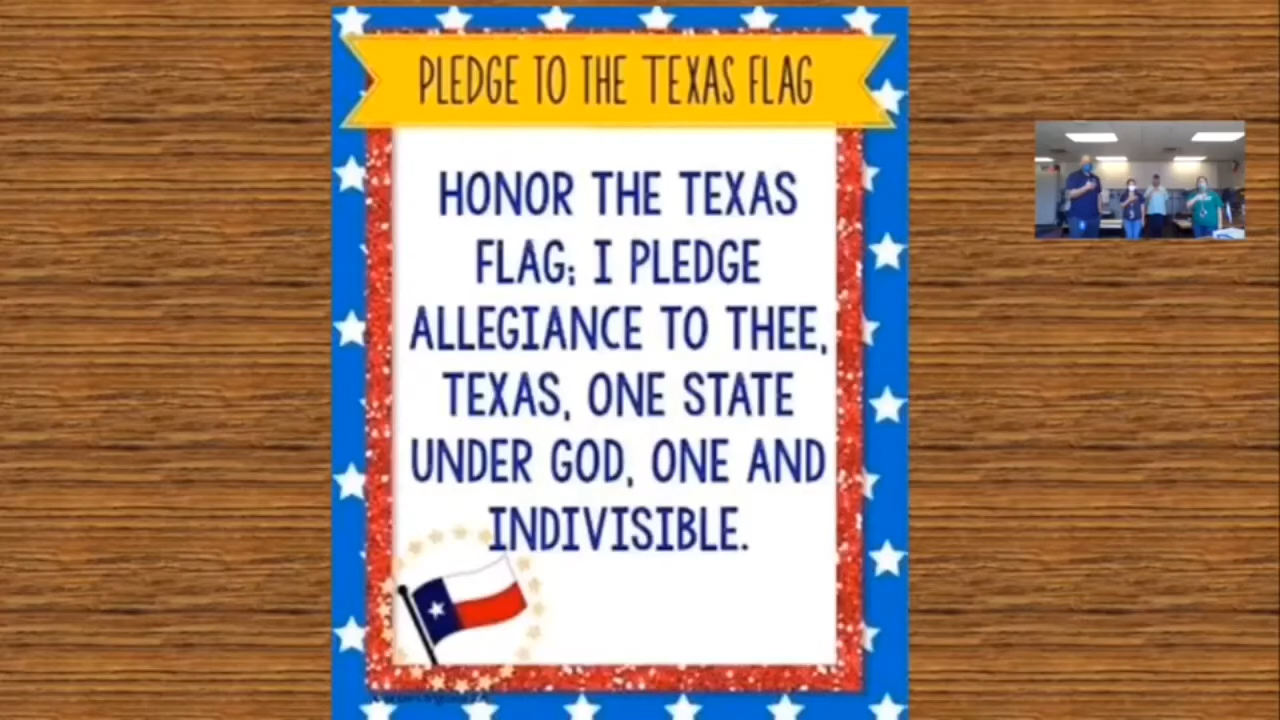 PLEDGE TO THE TEXAS FLAG
HONOR THE TEXAS
FLAG; I PLEDGE
ALLEGIANCE TO THEE,
TEXAS, ONE STATE
UNDER GOD, ONE AND
INDIVISIBLE.